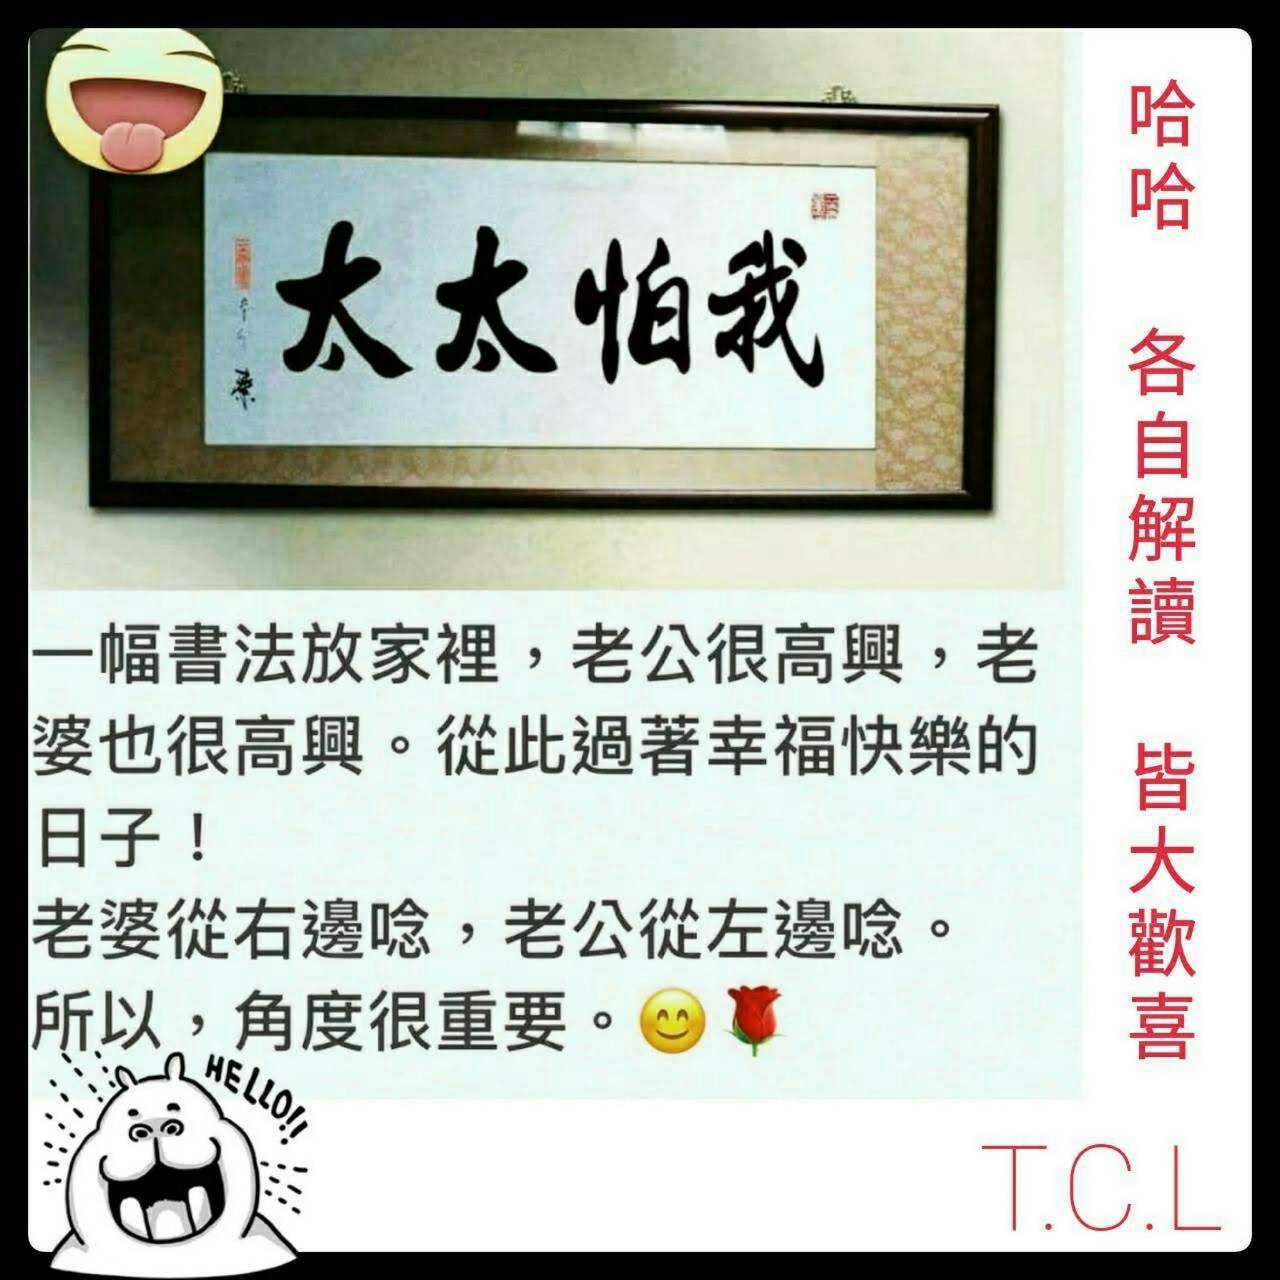 太太怕我
一幅書法放家裡，老公很高興，老
婆也很高興。從此過著幸福快樂的
日子！
老婆從右邊唸，老公從左邊唸。
所以，角度很重要。😊🌹
哈哈 各自解讀 皆大歡喜
HELLO!!
T.C.L